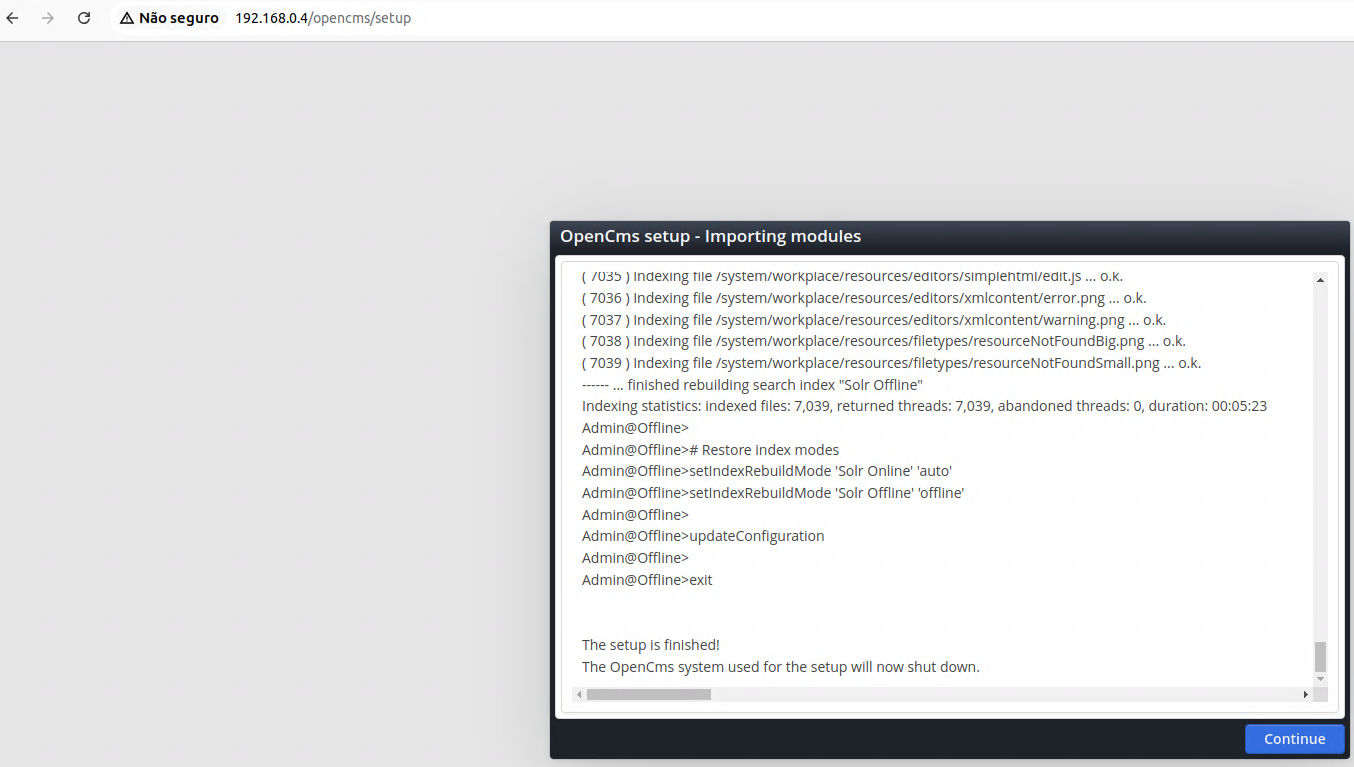 Não seguro 192.168.0.4/opencms/setup
OpenCms setup - Importing modules
( 7035 ) Indexing file /system/workplace/resources/editors/simplehtml/edit.js ... o.k.
( 7036 ) Indexing file /system/workplace/resources/editors/xmlcontent/error.png ... o.k.
( 7037 ) Indexing file /system/workplace/resources/editors/xmlcontent/warning.png ... o.k.
( 7038 ) Indexing file /system/workplace/resources/filetypes/resourceNotFoundBig.png ... o.k.
( 7039 ) Indexing file /system/workplace/resources/filetypes/resourceNotFoundSmall.png ... o.k.
------ ... finished rebuilding search index "Solr Offline"
Indexing statistics: indexed files: 7,039, returned threads: 7,039, abandoned threads: 0, duration: 00:05:23
Admin@Offline>
Admin@Offline># Restore index modes
Admin@Offline>setIndexRebuildMode 'Solr Online' 'auto'
Admin@Offline>setIndexRebuildMode 'Solr Offline' 'offline'
Admin@Offline>
Admin@Offline>updateConfiguration
Admin@Offline>
Admin@Offline>exit
The setup is finished!
The OpenCms system used for the setup will now shut down.
Continue